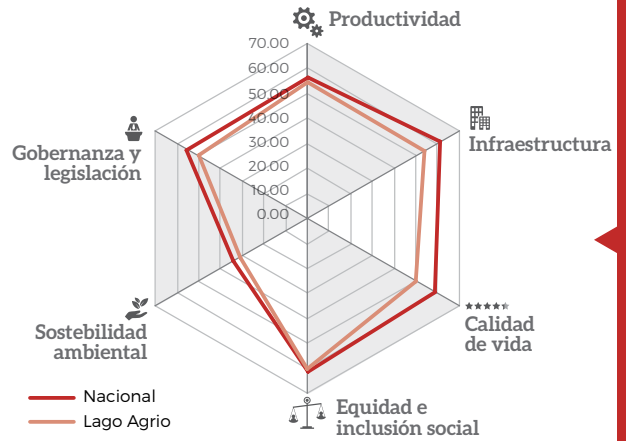 Productividad
70.00
60.00
50.00
40.00
30.00
20.00
10.00
0.00
Gobernanza y
legislación
Infraestructura
Sostebilidad
ambiental
Calidad
de vida
Equidad e
inclusión social
Nacional
Lago Agrio